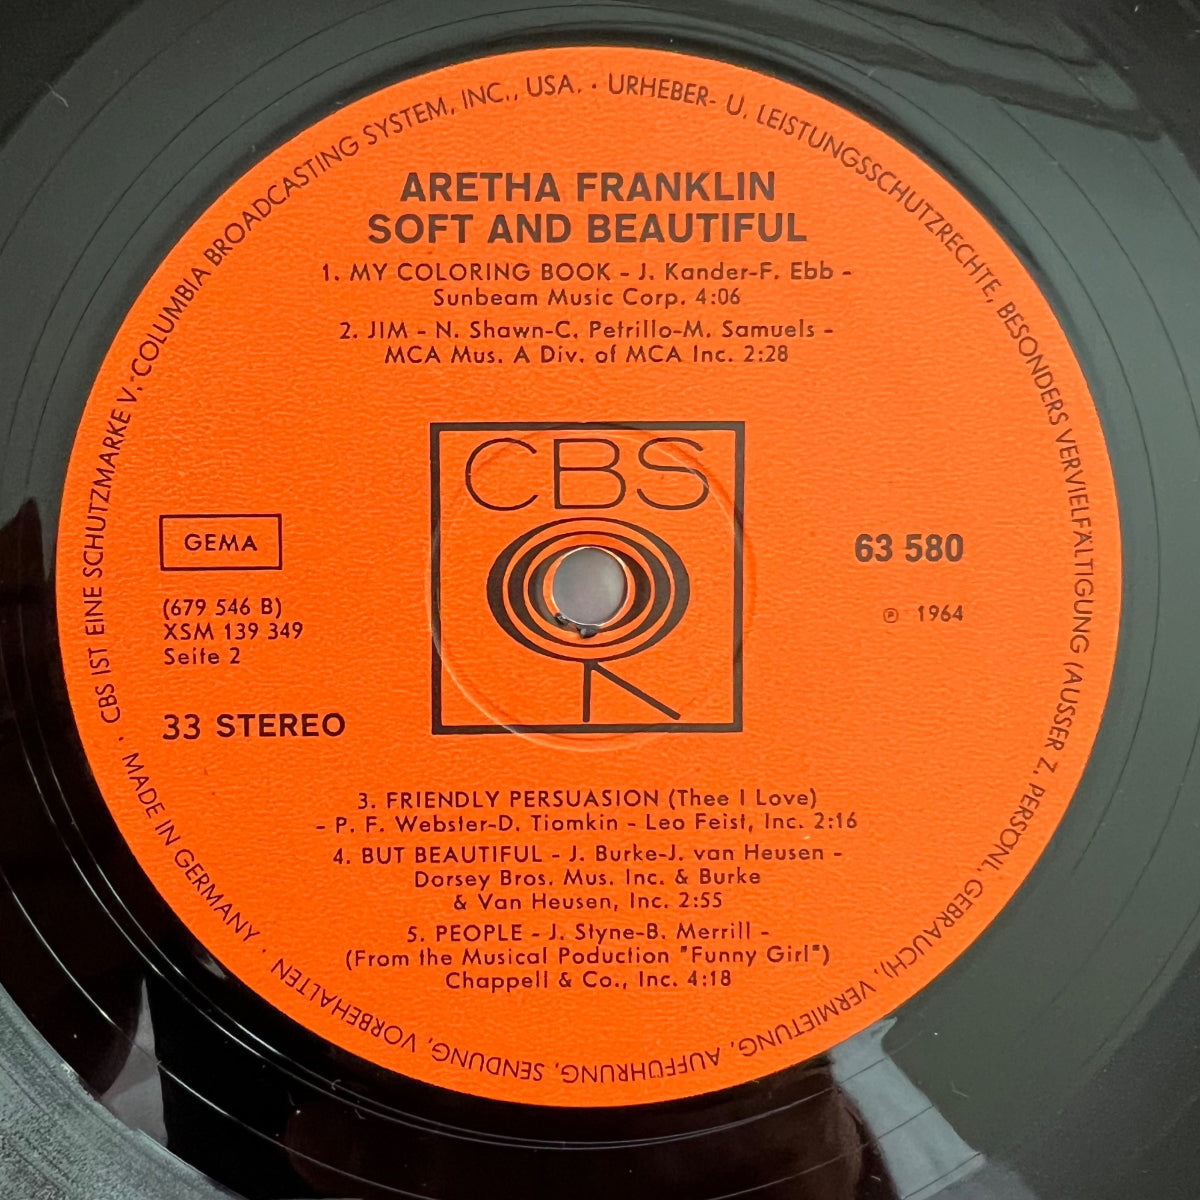 ARETHA FRANKLIN
SOFT AND BEAUTIFUL
1. MY COLORING BOOK - J. Kander-F. Ebb -
Sunbeam Music Corp. 4:06
2. JIM - N. Shawn-C. Petrillo-M. Samuels -
MCA Mus. A Div. of MCA Inc. 2:28
CBS
GEMA
63 580
(679 546 B)
XSM 139 349
Seite 2
℗ 1964
33 STEREO
3. FRIENDLY PERSUASION (Thee I Love)
- P. F. Webster-D. Tiomkin - Leo Feist, Inc. 2:16
4. BUT BEAUTIFUL - J. Burke-J. van Heusen -
Dorsey Bros. Mus. Inc. & Burke
& Van Heusen, Inc. 2:55
5. PEOPLE - J. Styne-B. Merrill -
(From the Musical Poduction "Funny Girl")
Chappell & Co., Inc. 4:18
· CBS IST EINE SCHUTZMARKE V. COLUMBIA BROADCASTING SYSTEM, INC., USA. · URHEBER- U. LEISTUNGSSCHUTZRECHTE, BESONDERS VERVIELFÄLTIGUNG (AUSSER Z. PERSÖNL. GEBRAUCH), VERMIETUNG, AUFFÜHRUNG, SENDUNG, VORBEHALTEN · MADE IN GERMANY